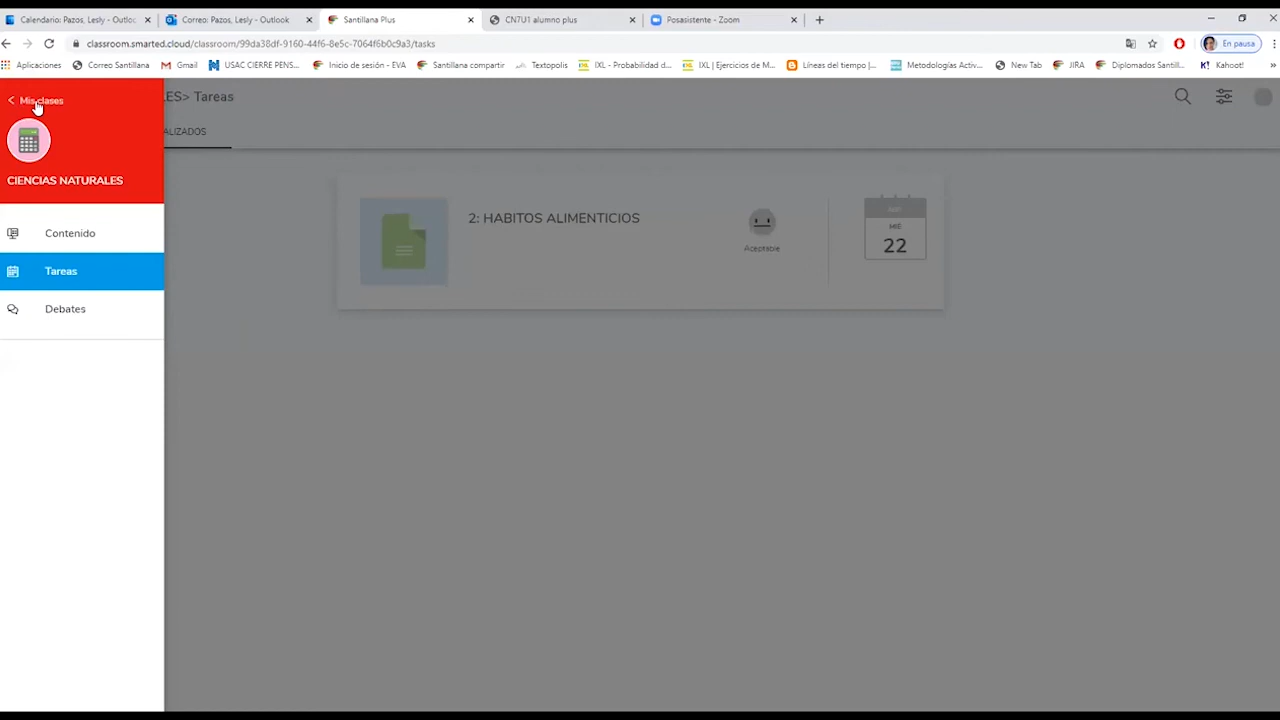 Calendario: Pazos, Lesly - Outloc
Correo: Pazos, Lesly - Outlook
Santillana Plus
CNTU1 alumno plus
Posasistente - Zoom
classroom.smarted.cloud/classroom/99da38df-9160-44f6-8e5c-7064f6b0c9a3/tasks
En pausa
Aplicaciones
Correo Santillana
Gmail
USAC CIERRE PENS...
Inicio de sesión - EVA
Santillana compartir
Textopolis
IXL - Probabilidad d...
IXL | Ejercicios de M...
Líneas del tiempo |...
Metodologías Activ...
New Tab
JIRA
Diplomados Santill...
Kahoot!
»
< Mis clases
LES> Tareas
ALIZADOS
CIENCIAS NATURALES
Contenido
Tareas
Debates
2: HABITOS ALIMENTICIOS
Aceptable
MIÉ
22